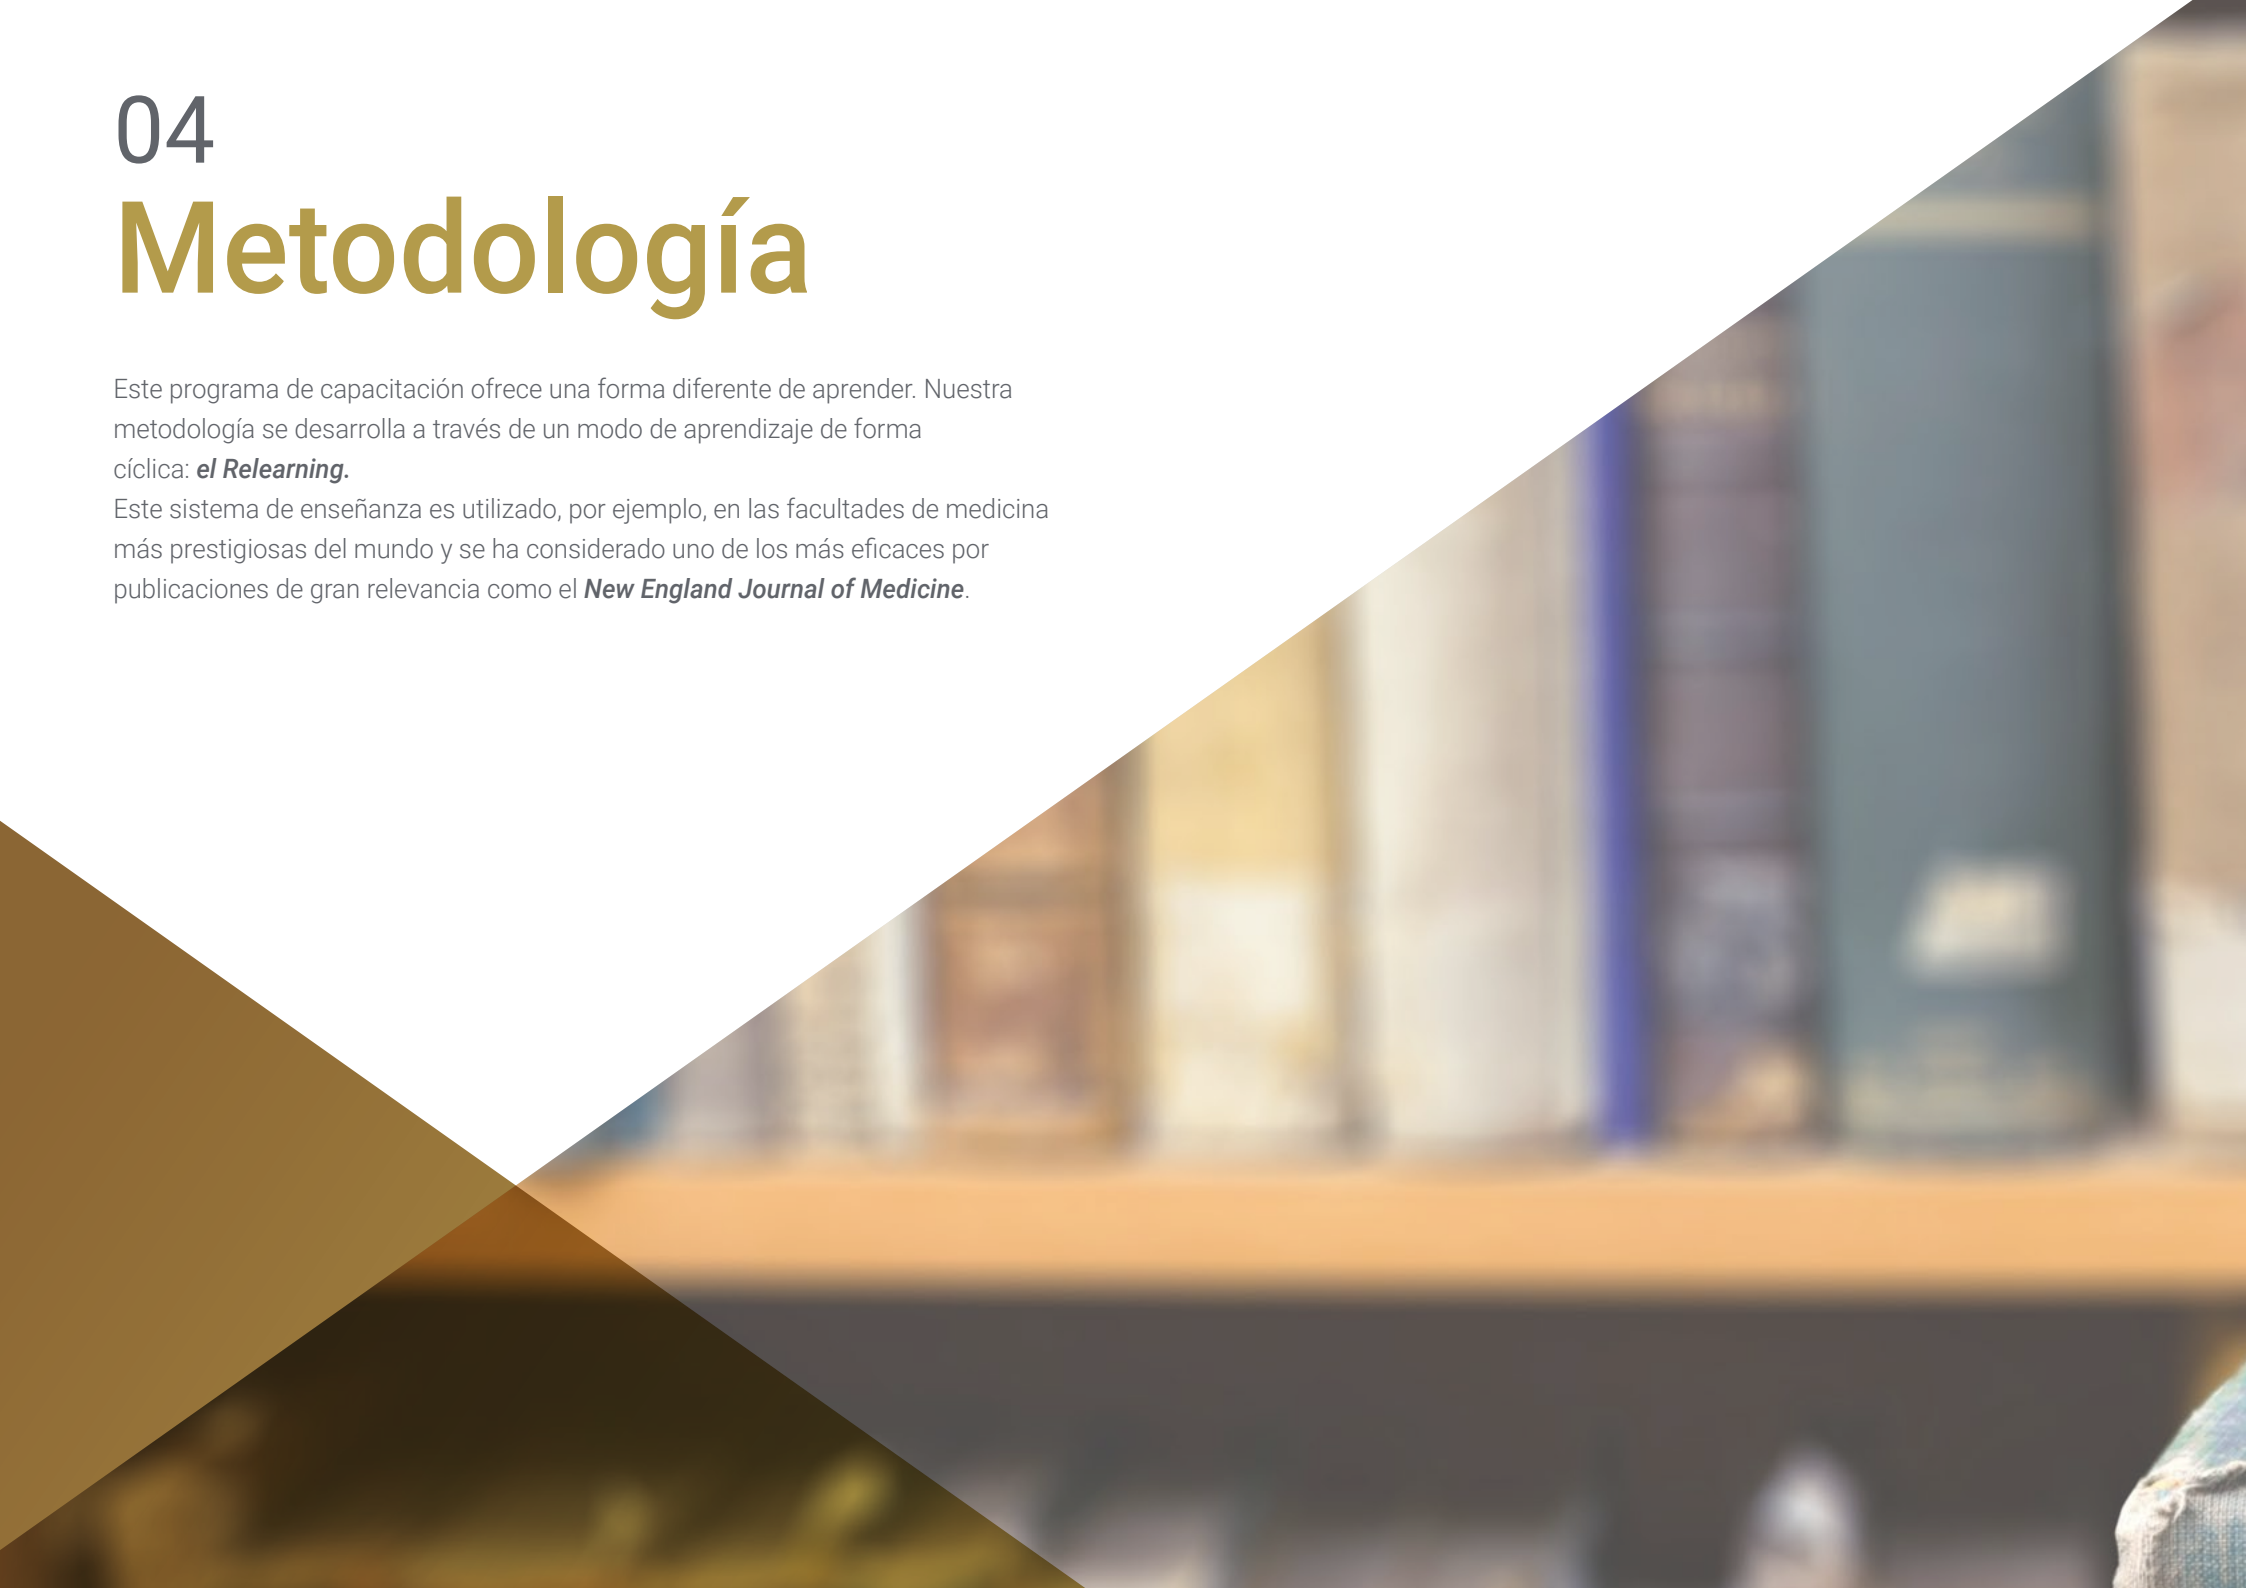 04
Metodología
Este programa de capacitación ofrece una forma diferente de aprender. Nuestra
metodología se desarrolla a través de un modo de aprendizaje de forma
cíclica: el Relearning.
Este sistema de enseñanza es utilizado, por ejemplo, en las facultades de medicina
más prestigiosas del mundo y se ha considerado uno de los más eficaces por
publicaciones de gran relevancia como el New England Journal of Medicine.